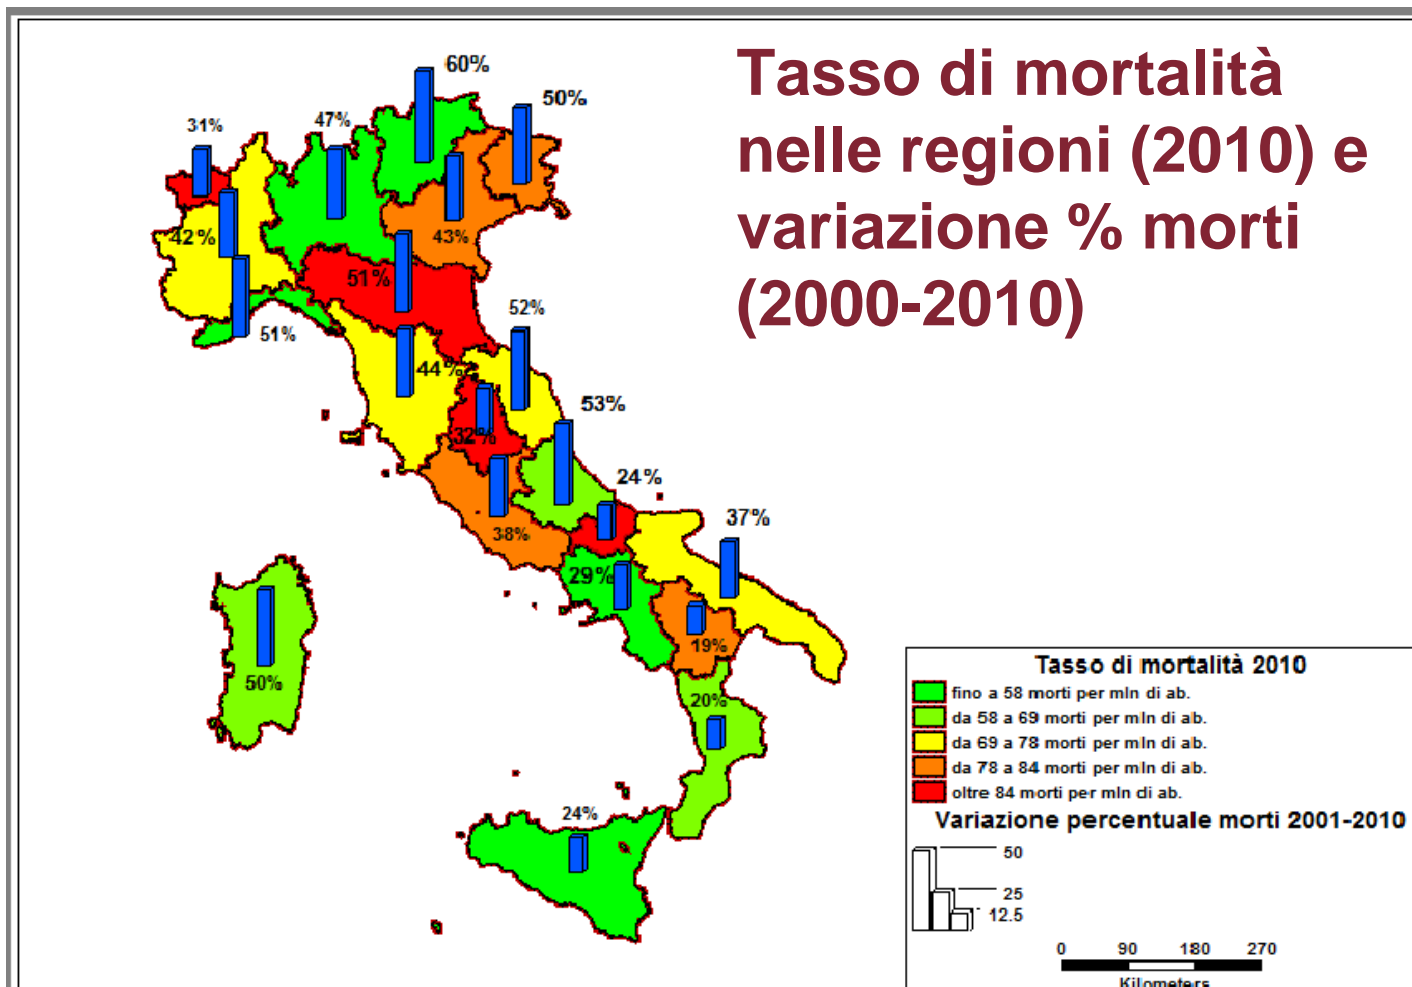 Tasso di mortalità
nelle regioni (2010) e
variazione % morti
(2000-2010)
60%
50%
47%
31%
42%
43%
51%
51%
52%
44%
53%
32%
24%
38%
37%
29%
19%
50%
20%
24%
Tasso di mortalità 2010
fino a 58 morti per mln di ab.
da 58 a 69 morti per mln di ab.
da 69 a 78 morti per mln di ab.
da 78 a 84 morti per mln di ab.
oltre 84 morti per mln di ab.
Variazione percentuale morti 2001-2010
50
25
12.5
0 90 180 270
Kilometers